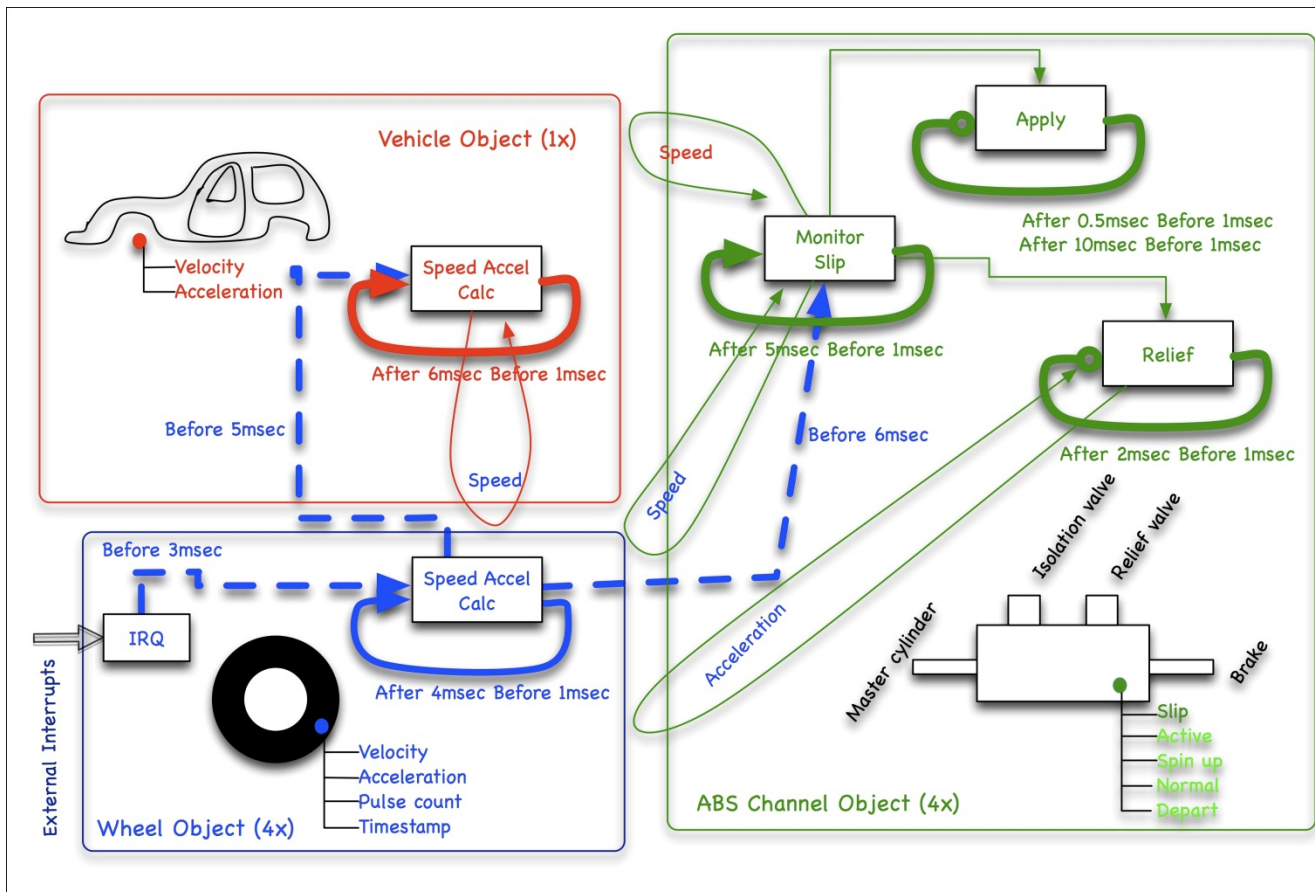 Vehicle Object (1x)
Velocity
Acceleration
Speed Accel
Calc
After 6msec Before 1msec
Before 5msec
Speed
Before 3msec
IRQ
External Interrupts
Speed Accel
Calc
After 4msec Before 1msec
Velocity
Acceleration
Pulse count
Timestamp
Wheel Object (4x)
Speed
Apply
After 0.5msec Before 1msec
After 10msec Before 1msec
Monitor
Slip
After 5msec Before 1msec
Relief
After 2msec Before 1msec
Before 6msec
Speed
Acceleration
Isolation valve
Relief valve
Master cylinder
Brake
Slip
Active
Spin up
Normal
Depart
ABS Channel Object (4x)